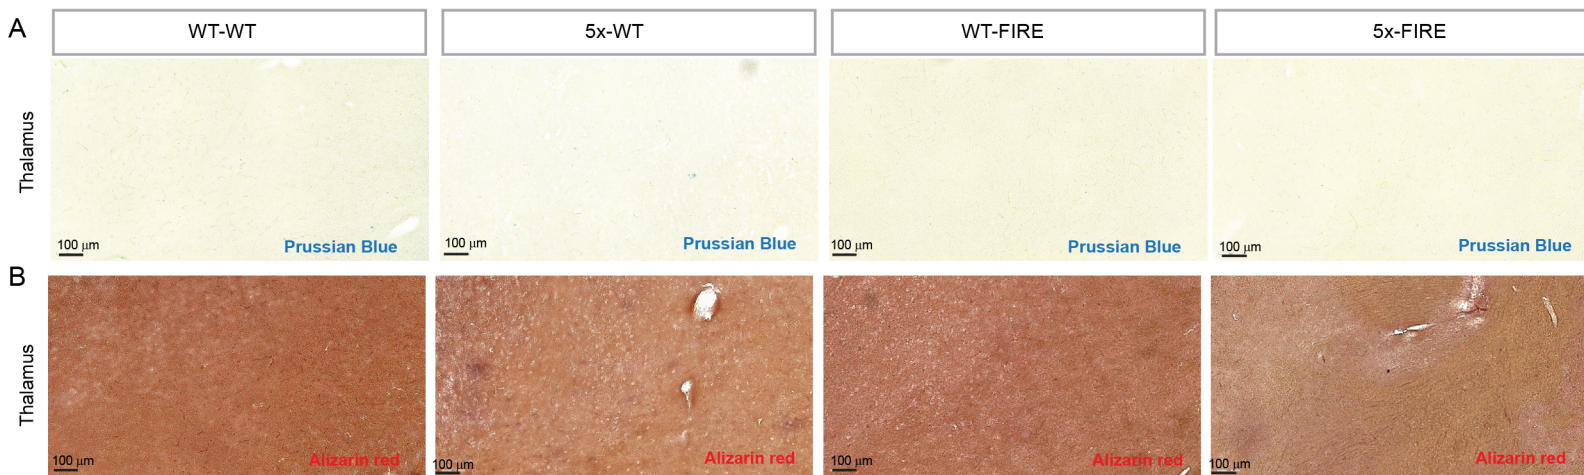 A
WT-WT
5x-WT
WT-FIRE
5x-FIRE
Thalamus
100 µm
Prussian Blue
100 µm
Prussian Blue
100 µm
Prussian Blue
100 µm
Prussian Blue
B
Thalamus
100 µm
Alizarin red
100 µm
Alizarin red
100 µm
Alizarin red
100 µm
Alizarin red